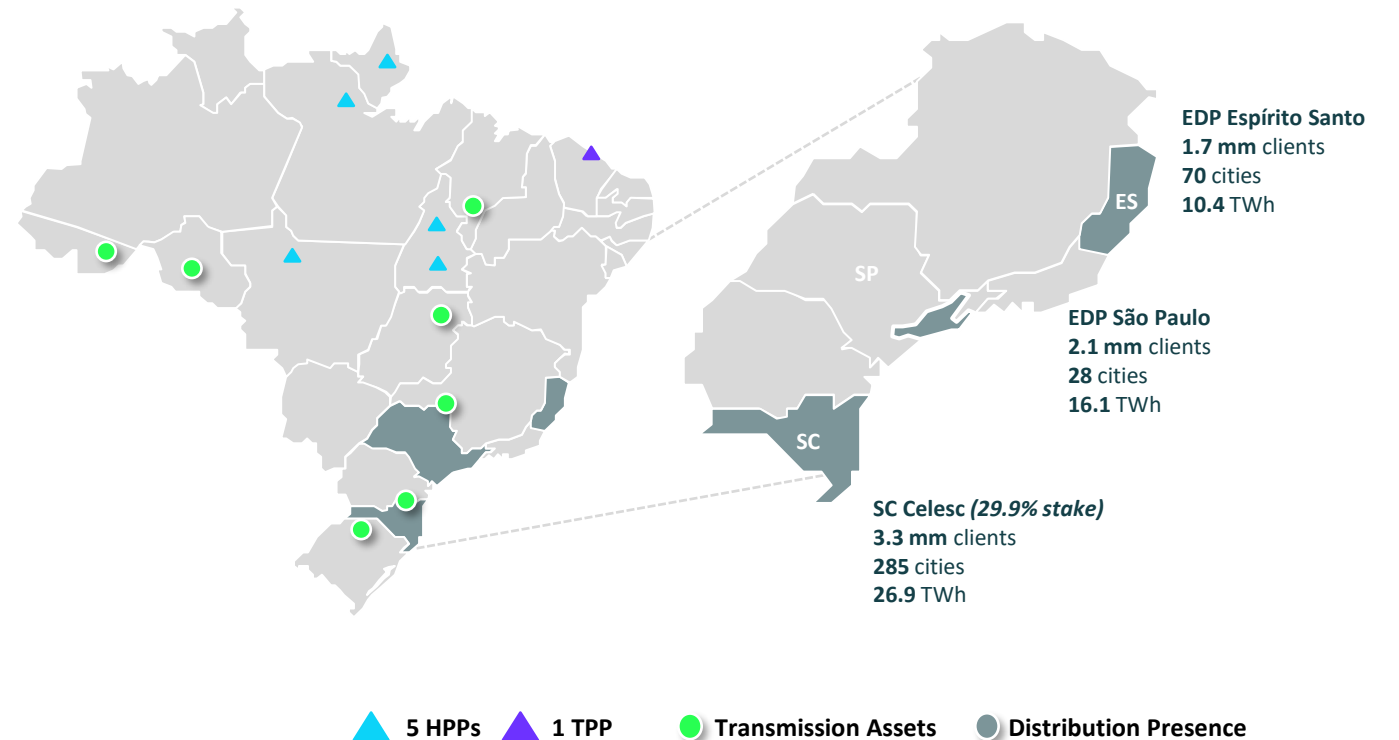 EDP Espírito Santo
1.7 mm clients
70 cities
10.4 TWh
ES
SP
EDP São Paulo
2.1 mm clients
28 cities
16.1 TWh
SC
SC Celesc (29.9% stake)
3.3 mm clients
285 cities
26.9 TWh
5 HPPs
1 TPP
Transmission Assets
Distribution Presence